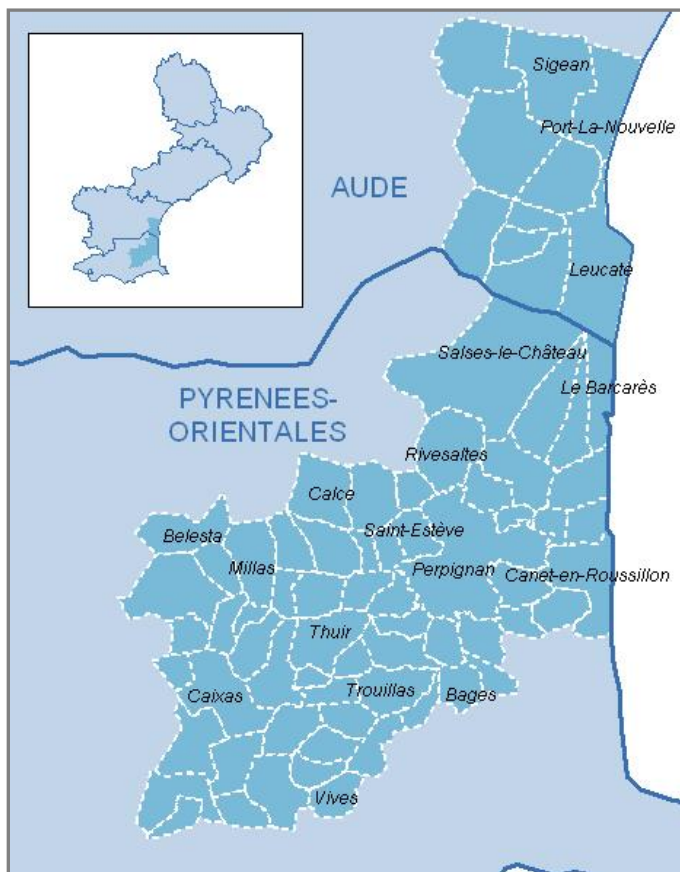 Sigean
Port-La-Nouvelle
AUDE
Leucate
Salses-le-Château
Le Barcarès
PYRENEES-
ORIENTALES
Rivesaltes
Calce
Saint-Estève
Belesta
Millas
Perpignan
Canet-en-Roussillon
Thuir
Caixas
Trouillas
Bages
Vives